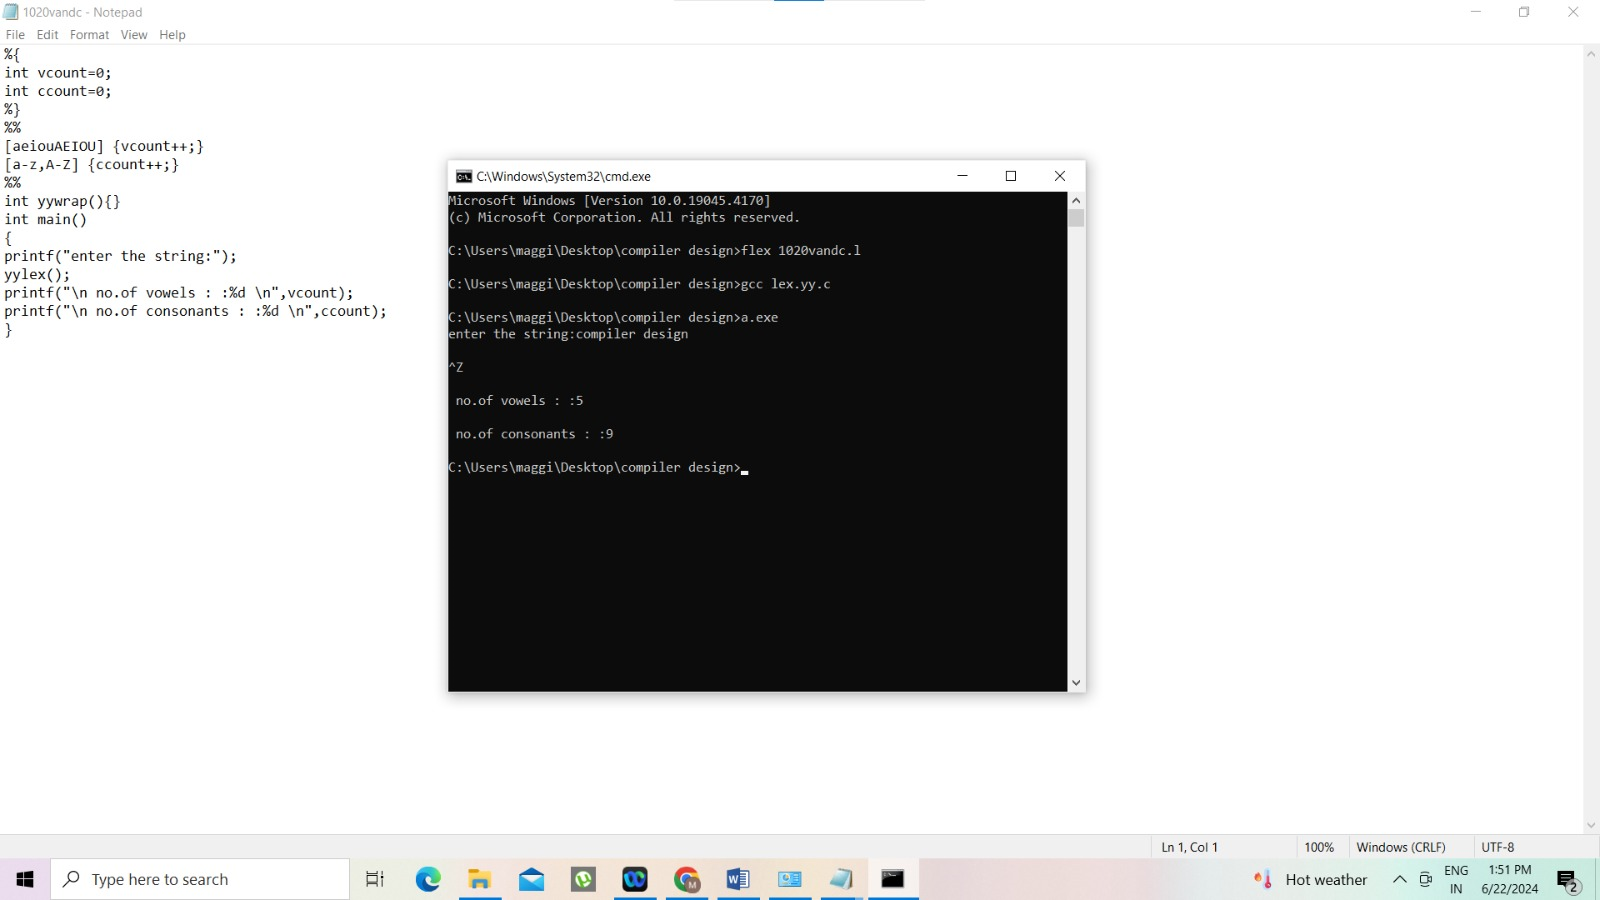 1020vandc - Notepad
File Edit Format View Help
%{
int vcount=0;
int ccount=0;
%}
%%
[aeiouAEIOU] {vcount++;}
[a-z,A-Z] {ccount++;}
%%
int yywrap(){}
int main()
{
printf("enter the string:");
yylex();
printf("\n no.of vowels : :%d \n",vcount);
printf("\n no.of consonants : :%d \n",ccount);
}
C:\Windows\System32\cmd.exe
Microsoft Windows [Version 10.0.19045.4170]
(c) Microsoft Corporation. All rights reserved.
C:\Users\maggi\Desktop\compiler design>flex 1020vandc.l
C:\Users\maggi\Desktop\compiler design>gcc lex.yy.c
C:\Users\maggi\Desktop\compiler design>a.exe
enter the string:compiler design
^Z
no.of vowels : :5
no.of consonants : :9
C:\Users\maggi\Desktop\compiler design>
Ln 1, Col 1 100% Windows (CRLF) UTF-8
Type here to search
M
W
Hot weather
ENG
IN
1:51 PM
6/22/2024
2